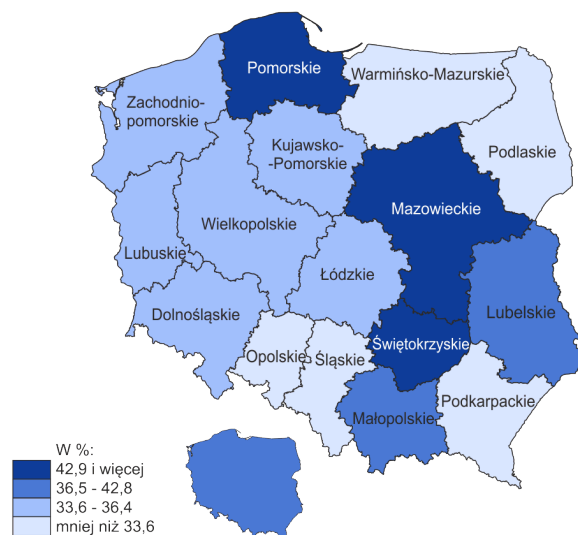 Pomorskie
Warmińsko-Mazurskie
Zachodnio-
pomorskie
Kujawsko-
-Pomorskie
Podlaskie
Mazowieckie
Wielkopolskie
Lubuskie
Łódzkie
Dolnośląskie
Lubelskie
Świętokrzyskie
Opolskie
Śląskie
Podkarpackie
Małopolskie
W %:
42,9 i więcej
36,5 - 42,8
33,6 - 36,4
mniej niż 33,6